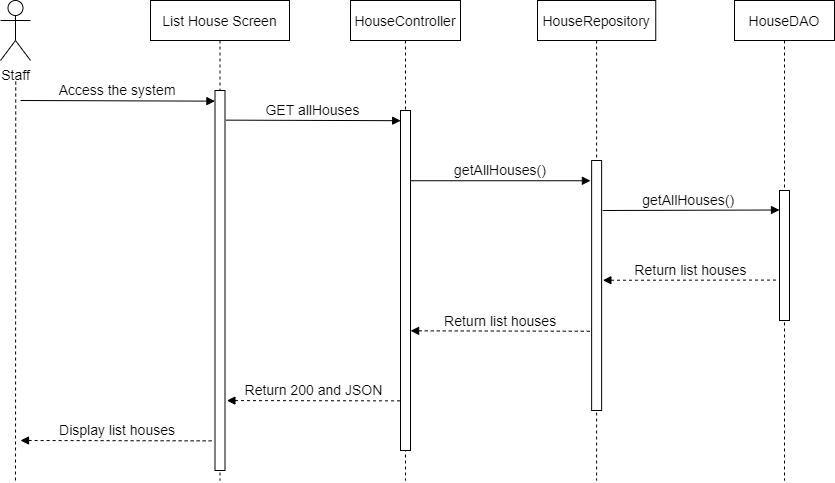 List House Screen
HouseController
HouseRepository
HouseDAO
Staff
Access the system
GET allHouses
getAllHouses()
getAllHouses()
Return list houses
Return list houses
Return 200 and JSON
Display list houses